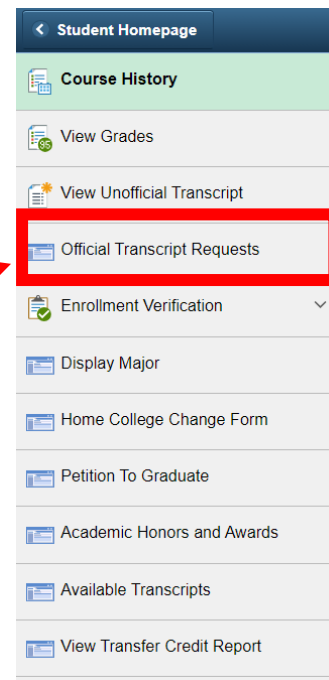 Student Homepage
Course History
95
View Grades
View Unofficial Transcript
Official Transcript Requests
Enrollment Verification
Display Major
Home College Change Form
Petition To Graduate
Academic Honors and Awards
Available Transcripts
View Transfer Credit Report